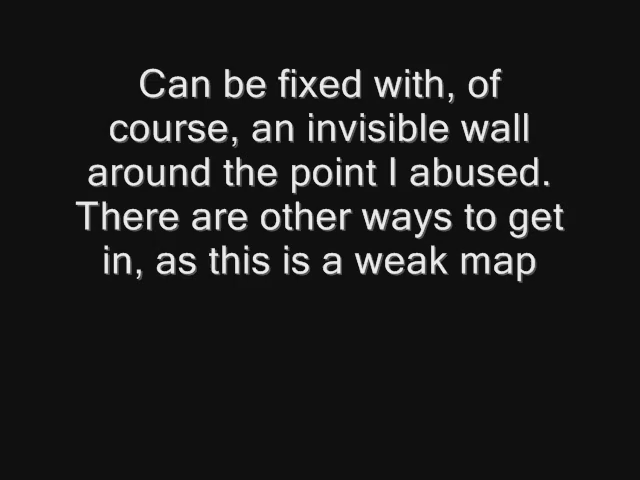 Can be fixed with, of
course, an invisible wall
around the point I abused.
There are other ways to get
in, as this is a weak map